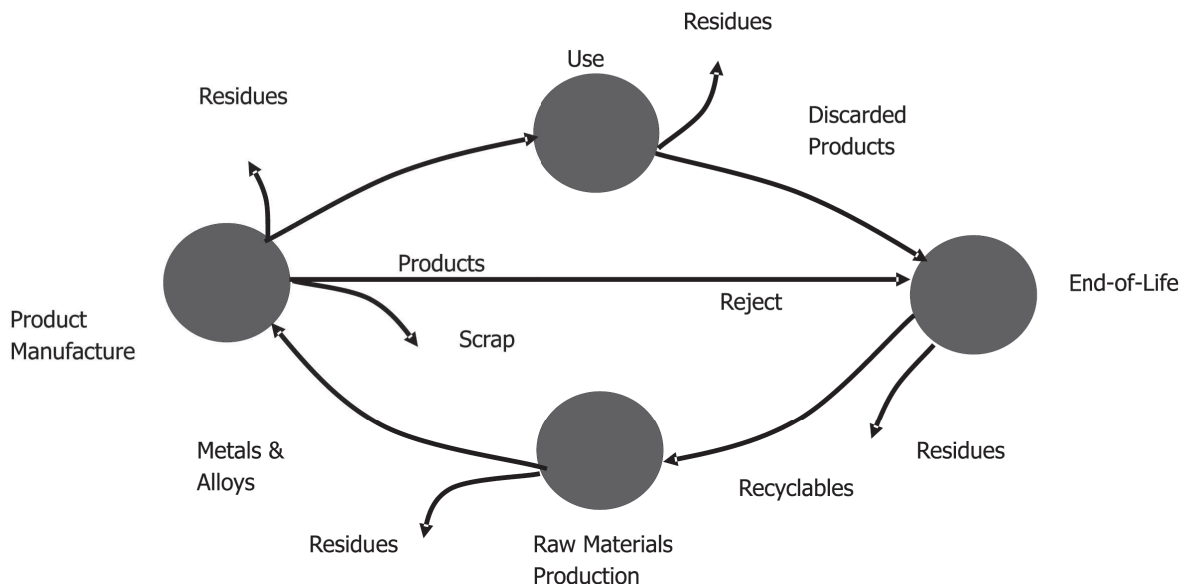 Residues
Use
Residues
Discarded
Products
Products
Reject
End-of-Life
Product
Manufacture
Scrap
Metals &
Alloys
Residues
Recyclables
Residues
Raw Materials
Production